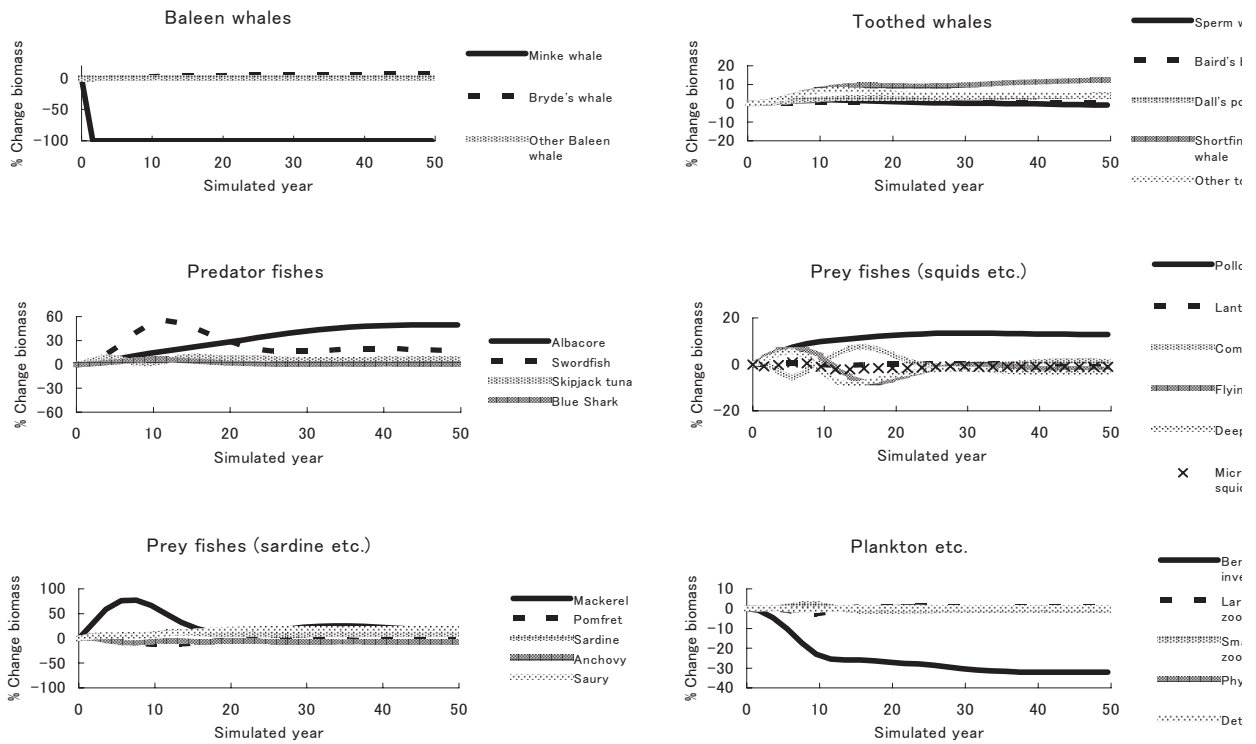 Baleen whales
% Change biomass
0
-50
-100
0 10 20 30 40 50
Simulated year
Minke whale
Bryde's whale
Other Baleen
whale
Toothed whales
% Change biomass
20
10
0
-10
-20
0 10 20 30 40 50
Simulated year
Sperm w
Baird's b
Dall's po
Shortfin
whale
Other to
Predator fishes
% Change biomass
60
30
0
-30
-60
0 10 20 30 40 50
Simulated year
Albacore
Swordfish
Skipjack tuna
Blue Shark
Prey fishes (squids etc.)
% Change biomass
20
0
-20
0 10 20 30 40 50
Simulated year
Pollo
Lant
Com
Flyin
Deep
Micr
squid
Prey fishes (sardine etc.)
% Change biomass
100
50
0
-50
-100
0 10 20 30 40 50
Simulated year
Mackerel
Pomfret
Sardine
Anchovy
Saury
Plankton etc.
% Change biomass
10
0
-10
-20
-30
-40
0 10 20 30 40 50
Simulated year
Ben
inve
Lar
zoo
Sma
zoo
Phy
Det